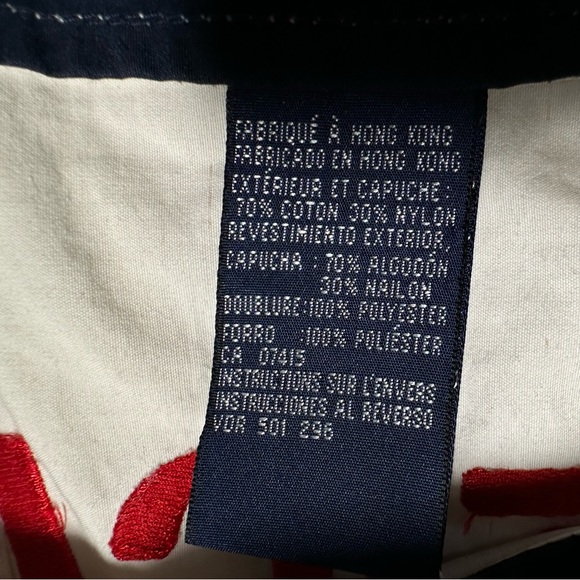 FABRIQUÉ À HONG KONG
FABRICADO EN HONG KONG
EXTÉRIEUR ET CAPUCHE:
70% COTON 30% NYLON
REVESTIMIENTO EXTERIOR
CAPUCHA : 70% ALGODÓN
30% NAILON
DOUBLURE:100% POLYESTER
FORRO :100% POLIÉSTER
CA 07415
INSTRUCTIONS SUR L'ENVERS
INSTRUCCIONES AL REVERSO
VDR 501 296